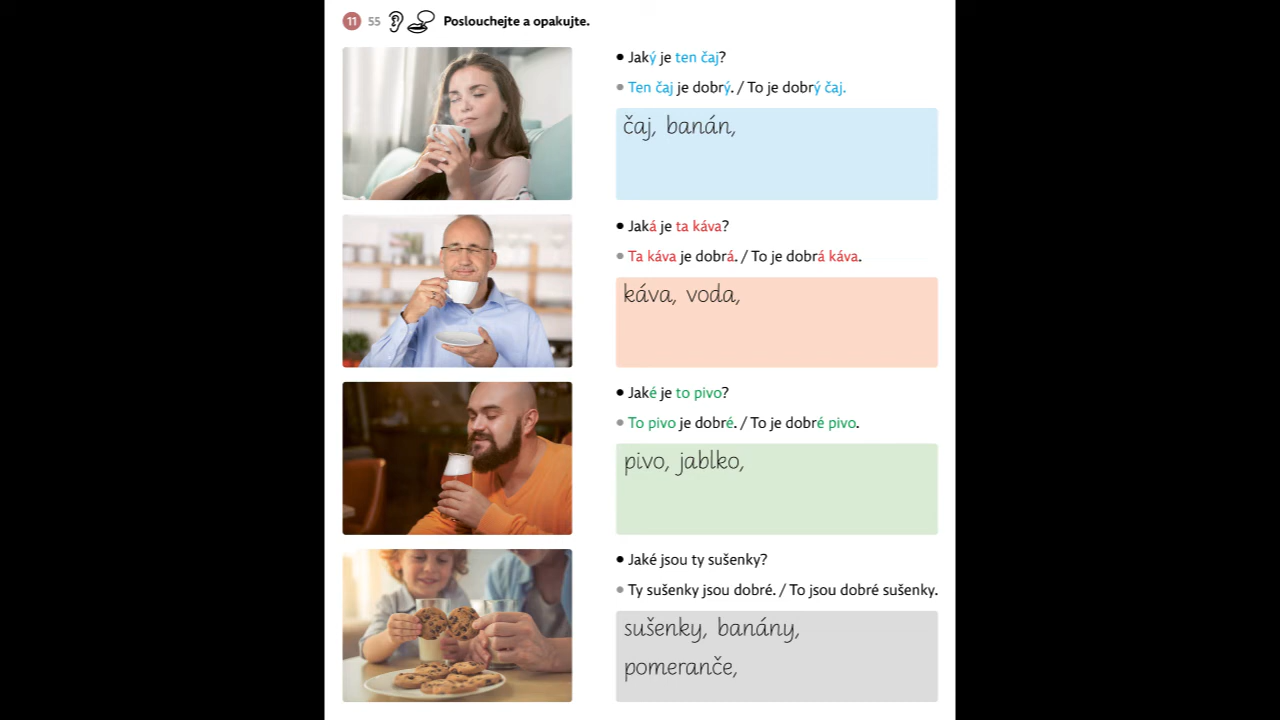 11 55 Poslouchejte a opakujte.
• Jaký je ten čaj?
• Ten čaj je dobrý. / To je dobrý čaj.
čaj, banán,
• Jaká je ta káva?
• Ta káva je dobrá. / To je dobrá káva.
káva, voda,
• Jaké je to pivo?
• To pivo je dobré. / To je dobré pivo.
pivo, jablko,
• Jaké jsou ty sušenky?
• Ty sušenky jsou dobré. / To jsou dobré sušenky.
sušenky, banány,
pomeranče,